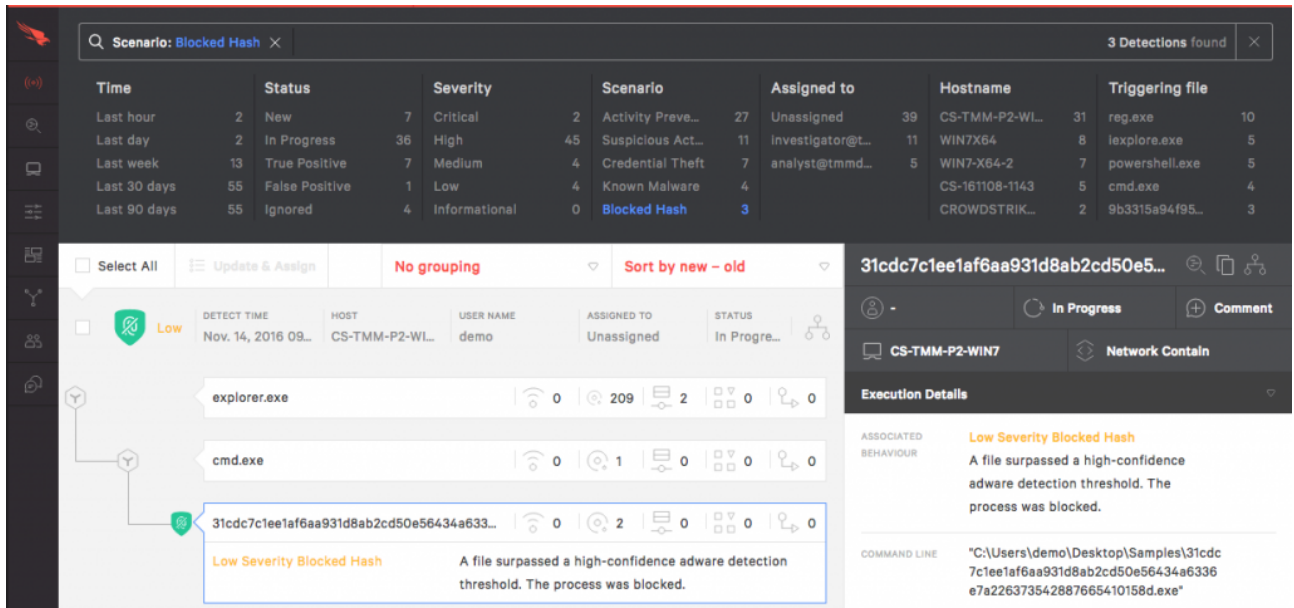 Scenario: Blocked Hash 3 Detections found
Time Status Severity Scenario Assigned to Hostname Triggering file
Last hour 2 New 7 Critical 2 Activity Preve... 27 Unassigned 39 CS-TMM-P2-WI... 31 reg.exe 10
Last day 2 In Progress 36 High 45 Suspicious Act... 11 investigator@t... 11 WIN7X64 8 iexplore.exe 5
Last week 13 True Positive 7 Medium 4 Credential Theft 7 analyst@tmmd... 5 WIN7-X64-2 7 powershell.exe 5
Last 30 days 55 False Positive 1 Low 4 Known Malware 4 CS-161108-1143 5 cmd.exe 4
Last 90 days 55 Ignored 4 Informational 0 Blocked Hash 3 CROWDSTRIK... 2 9b3315a94f95... 3
Select All Update & Assign No grouping Sort by new – old
Low
DETECT TIME HOST USER NAME ASSIGNED TO STATUS
Nov. 14, 2016 09... CS-TMM-P2-WI... demo Unassigned In Progre...
explorer.exe 0 209 2 0 0
cmd.exe 0 1 0 0 0
31cdc7c1ee1af6aa931d8ab2cd50e56434a633... 0 2 0 0 0
Low Severity Blocked Hash A file surpassed a high-confidence adware detection
threshold. The process was blocked.
31cdc7c1ee1af6aa931d8ab2cd50e5...
- In Progress Comment
CS-TMM-P2-WIN7 Network Contain
Execution Details
ASSOCIATED
BEHAVIOUR
Low Severity Blocked Hash
A file surpassed a high-confidence
adware detection threshold. The
process was blocked.
COMMAND LINE "C:\Users\demo\Desktop\Samples\31cdc
7c1ee1af6aa931d8ab2cd50e56434a6336
e7a226373542887665410158d.exe"